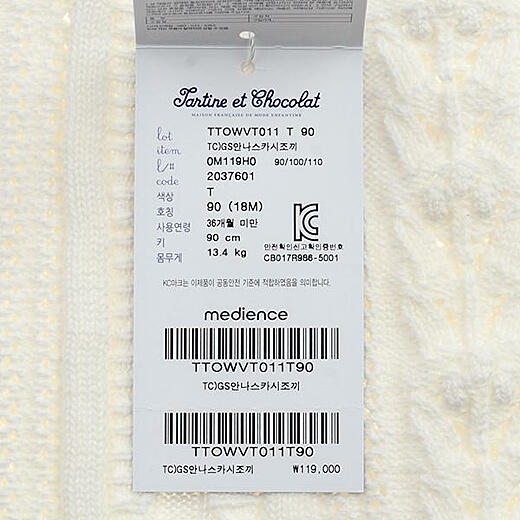 Tartine et Chocolat
MAISON FRANÇAISE DE MODE ENFANTINE
lot TTOWVT011 T 90
item TC)GS안나스카시조끼
l/# 0M119H0 90/100/110
code 2037601
색상 T
호칭 90 (18M)
사용연령 36개월 미만
키 90 cm
몸무게 13.4 kg
안전확인신고확인증번호
CB017R986-5001
KC마크는 이제품이 공동안전 기준에 적합하였음을 의미합니다.
medience
TTOWVT011T90
TC)GS안나스카시조끼
TTOWVT011T90
TC)GS안나스카시조끼 ₩119,000